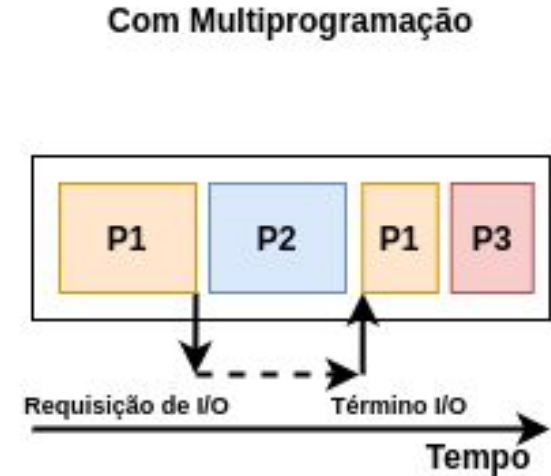 Com Multiprogramação
P1 P2 P1 P3
Requisição de I/O Término I/O
Tempo